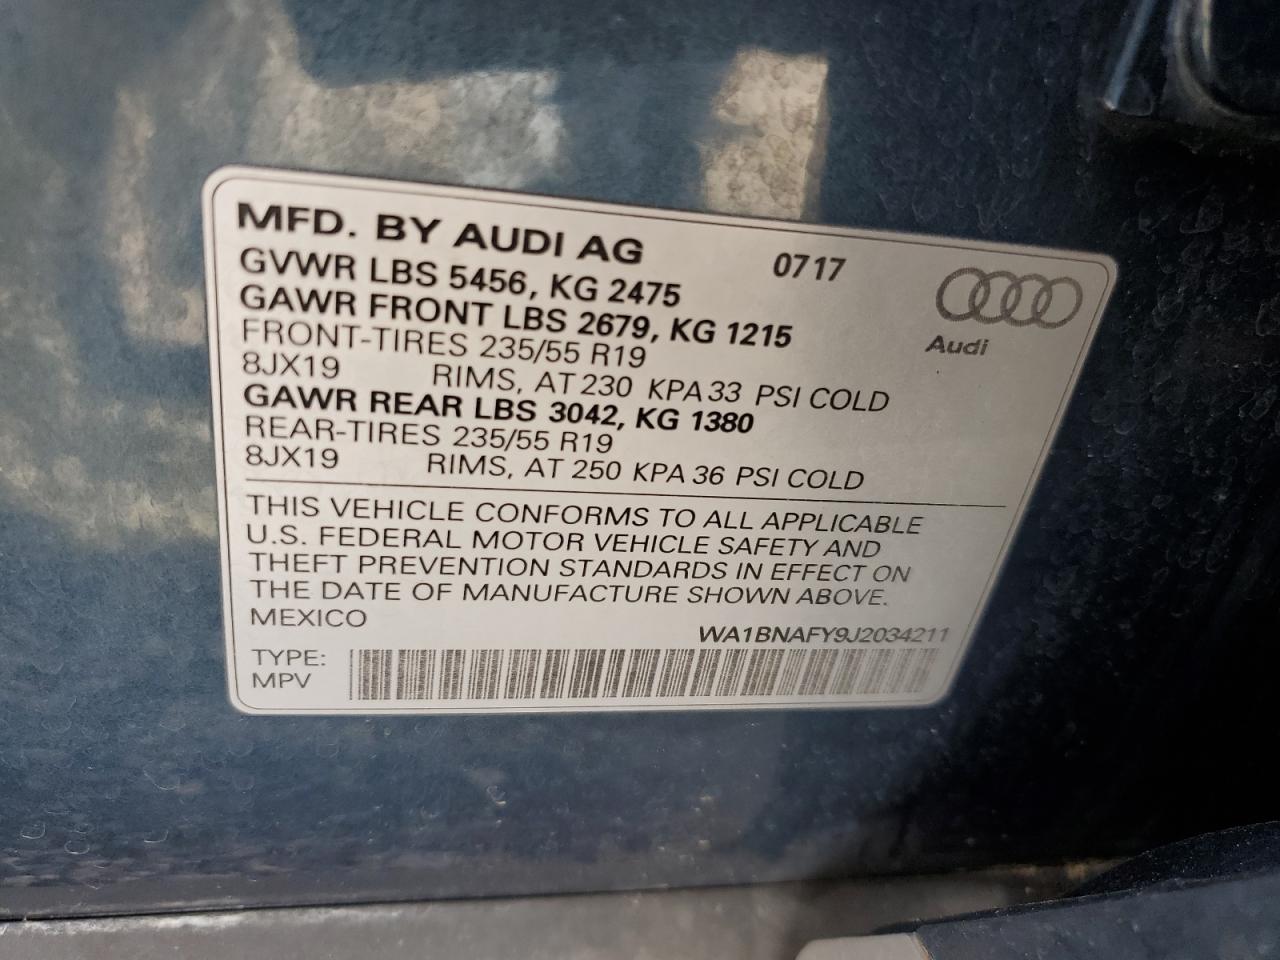 MFD. BY AUDI AG 0717
GVWR LBS 5456, KG 2475
GAWR FRONT LBS 2679, KG 1215
FRONT-TIRES 235/55 R19
8JX19 RIMS, AT 230 KPA 33 PSI COLD
GAWR REAR LBS 3042, KG 1380
REAR-TIRES 235/55 R19
8JX19 RIMS, AT 250 KPA 36 PSI COLD
Audi
THIS VEHICLE CONFORMS TO ALL APPLICABLE
U.S. FEDERAL MOTOR VEHICLE SAFETY AND
THEFT PREVENTION STANDARDS IN EFFECT ON
THE DATE OF MANUFACTURE SHOWN ABOVE.
MEXICO
WA1BNAFY9J2034211
TYPE:
MPV